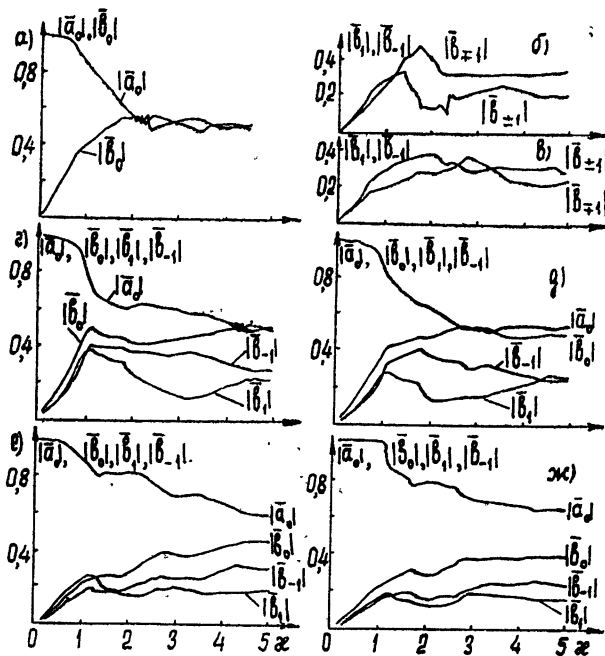 а) |ā₀|, |b̄₀|
0,8
0,4
|ā₀|
|b̄₀|
б) |b̄₁|, |b̄₋₁|
0,4
0,2
|b̄∓₁|
|b̄±₁|
в) |b̄₁|, |b̄₋₁|
0,2
|b̄±₁|
|b̄∓₁|
г) |ā₀|, |b̄₀|, |b̄₁|, |b̄₋₁|
0,8
0,4
|ā₀|
|b̄₀|
|b̄₋₁|
|b̄₁|
д) |ā₀|, |b̄₀|, |b̄₁|, |b̄₋₁|
0,8
0,4
|ā₀|
|b̄₀|
|b̄₋₁|
|b̄₁|
е) |ā₀|, |b̄₀|, |b̄₁|, |b̄₋₁|
0,8
0,4
|ā₀|
|b̄₀|
|b̄₋₁|
|b̄₁|
0 1 2 3 4 5 æ
ж) |ā₀|, |b̄₀|, |b̄₁|, |b̄₋₁|
0,8
0,4
|ā₀|
|b̄₀|
|b̄₋₁|
|b̄₁|
0 1 2 3 4 5 æ